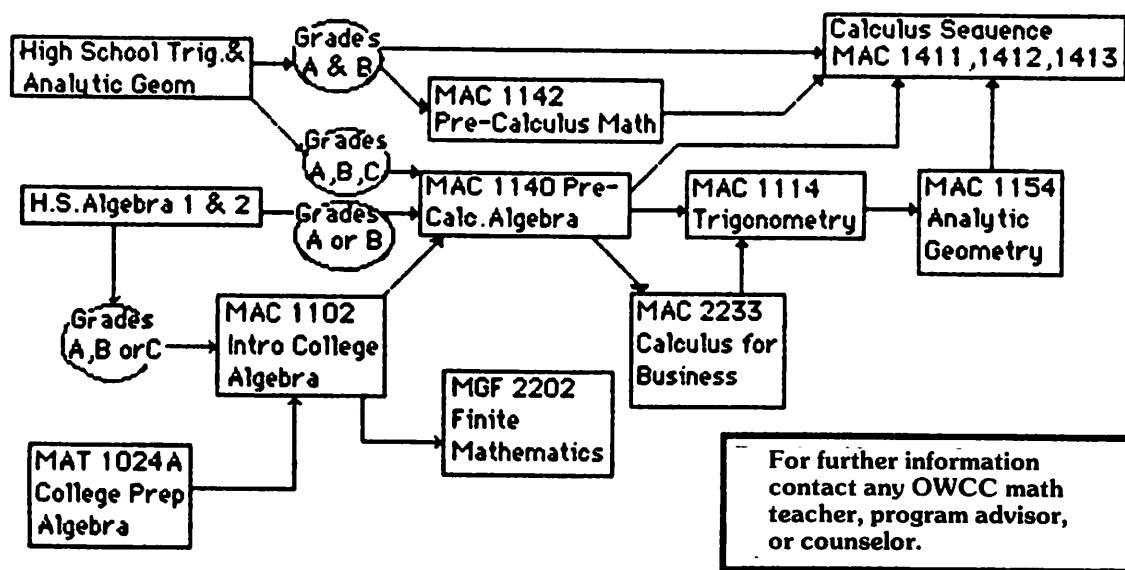 High School Trig.&
Analytic Geom
Grades
A & B
Calculus Sequence
MAC 1411,1412,1413
MAC 1142
Pre-Calculus Math
Grades
A,B,C
H.S.Algebra 1 & 2
Grades
A or B
MAC 1140 Pre-
Calc.Algebra
MAC 1114
Trigonometry
MAC 1154
Analytic
Geometry
Grades
A,B orC
MAC 1102
Intro College
Algebra
MAC 2233
Calculus for
Business
MGF 2202
Finite
Mathematics
MAT 1024A
College Prep
Algebra
For further information
contact any OWCC math
teacher, program advisor,
or counselor.